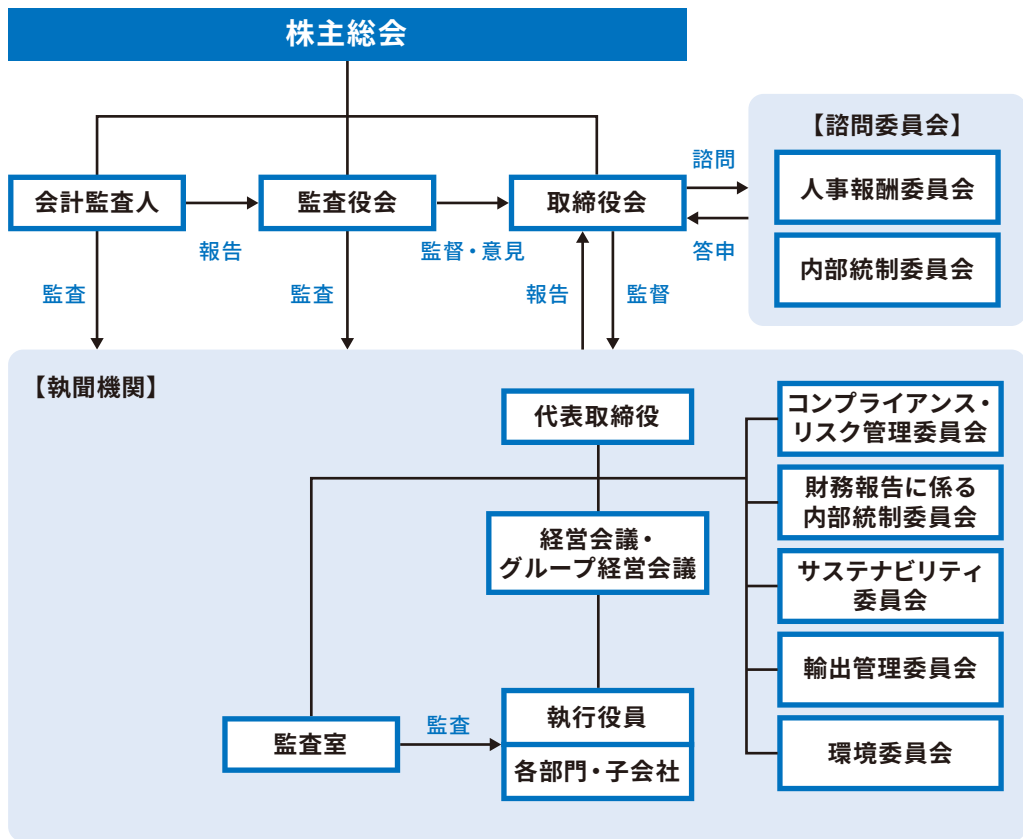 株主総会
【諮問委員会】
人事報酬委員会
内部統制委員会
会計監査人
監査役会
取締役会
諮問
答申
報告
監督・意見
監査
監査
報告
監督
【執聞機関】
代表取締役
経営会議・
グループ経営会議
コンプライアンス・
リスク管理委員会
財務報告に係る
内部統制委員会
サステナビリティ
委員会
輸出管理委員会
環境委員会
監査室
監査
執行役員
各部門・子会社